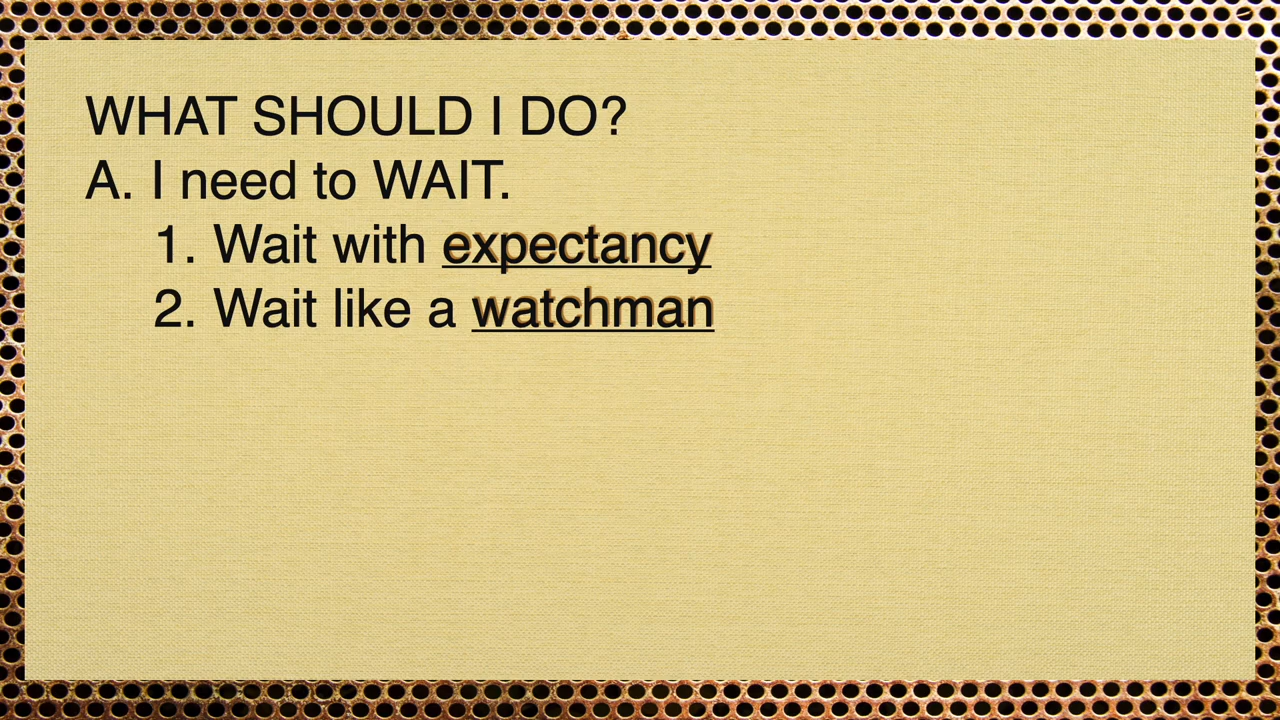 WHAT SHOULD I DO?
A. I need to WAIT.
1. Wait with expectancy
2. Wait like a watchman